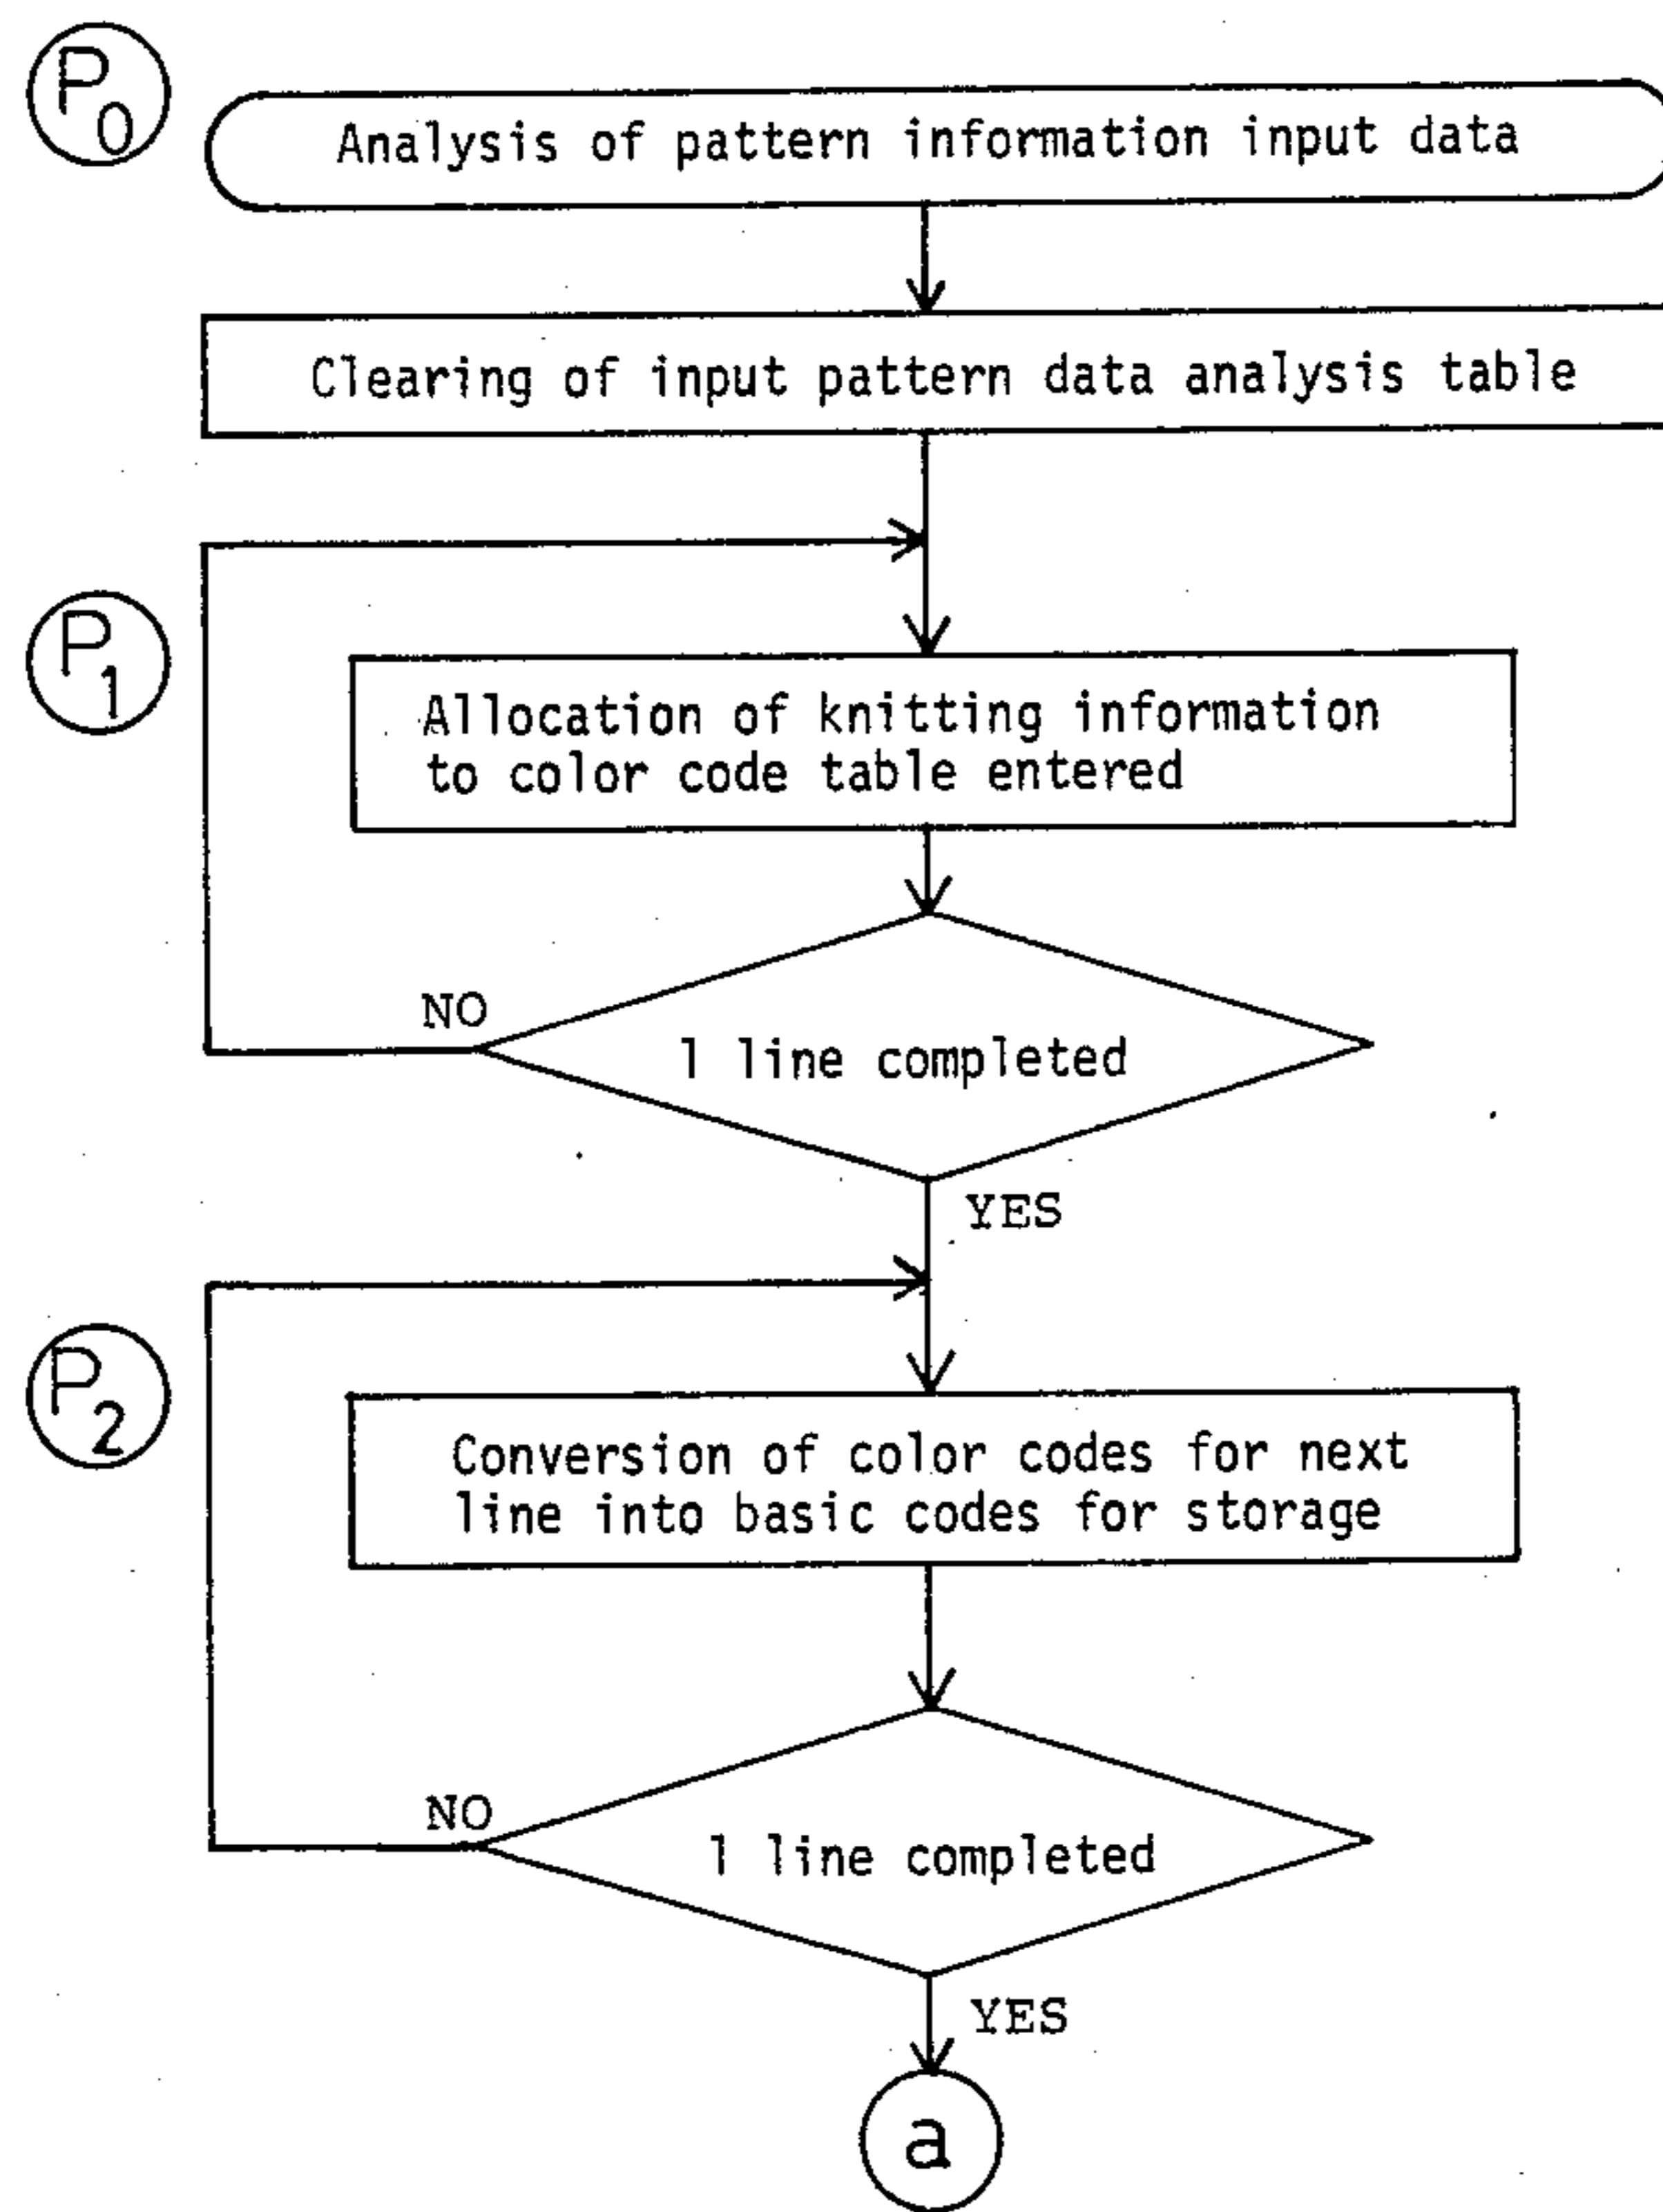 P0
Analysis of pattern information input data
Clearing of input pattern data analysis table
P1
Allocation of knitting information
to color code table entered
NO
1 line completed
YES
P2
Conversion of color codes for next
line into basic codes for storage
NO
1 line completed
YES
a